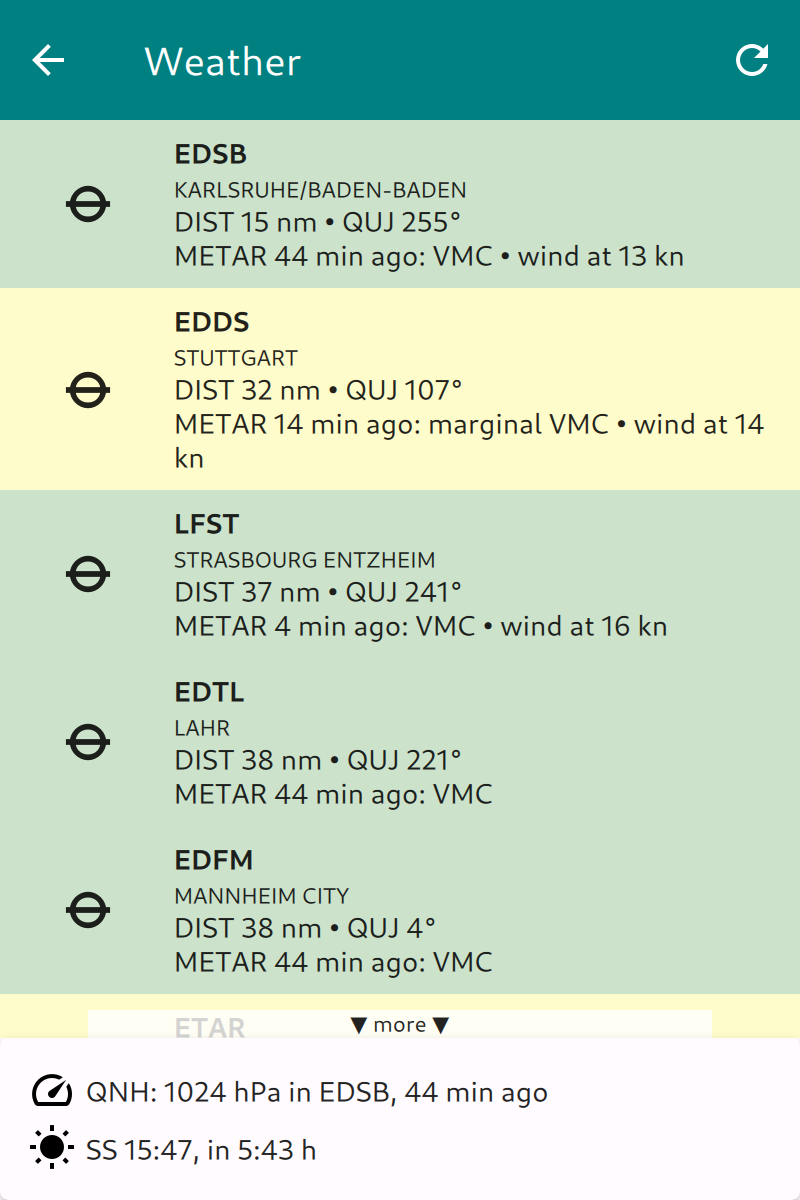 Weather
EDSB
KARLSRUHE/BADEN-BADEN
DIST 15 nm • QUJ 255°
METAR 44 min ago: VMC • wind at 13 kn
EDDS
STUTTGART
DIST 32 nm • QUJ 107°
METAR 14 min ago: marginal VMC • wind at 14
kn
LFST
STRASBOURG ENTZHEIM
DIST 37 nm • QUJ 241°
METAR 4 min ago: VMC • wind at 16 kn
EDTL
LAHR
DIST 38 nm • QUJ 221°
METAR 44 min ago: VMC
EDFM
MANNHEIM CITY
DIST 38 nm • QUJ 4°
METAR 44 min ago: VMC
ETAR
▼ more ▼
QNH: 1024 hPa in EDSB, 44 min ago
SS 15:47, in 5:43 h